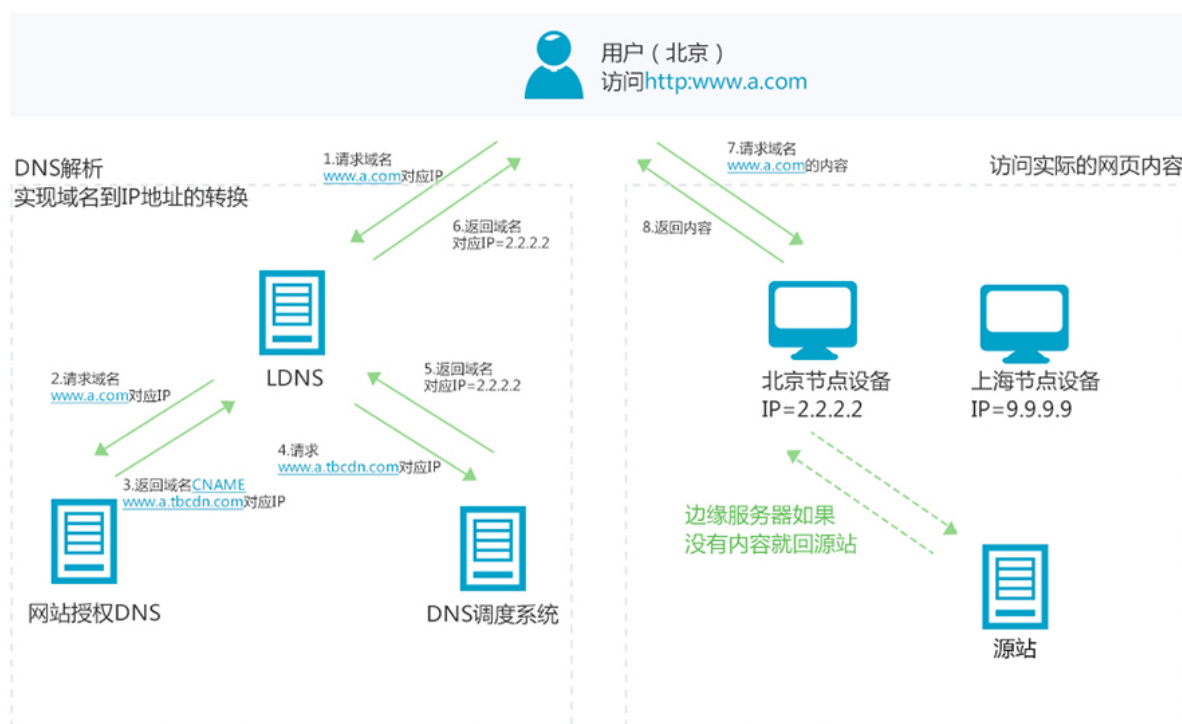 用户（北京）
访问http:www.a.com
DNS解析
实现域名到IP地址的转换
1.请求域名
www.a.com对应IP
6.返回域名
对应IP=2.2.2.2
LDNS
2.请求域名
www.a.com对应IP
3.返回域名CNAME
www.a.tbcdn.com对应IP
5.返回域名
对应IP=2.2.2.2
4.请求
www.a.tbcdn.com对应IP
网站授权DNS
DNS调度系统
访问实际的网页内容
7.请求域名
www.a.com的内容
8.返回内容
北京节点设备
IP=2.2.2.2
上海节点设备
IP=9.9.9.9
边缘服务器如果
没有内容就回源站
源站